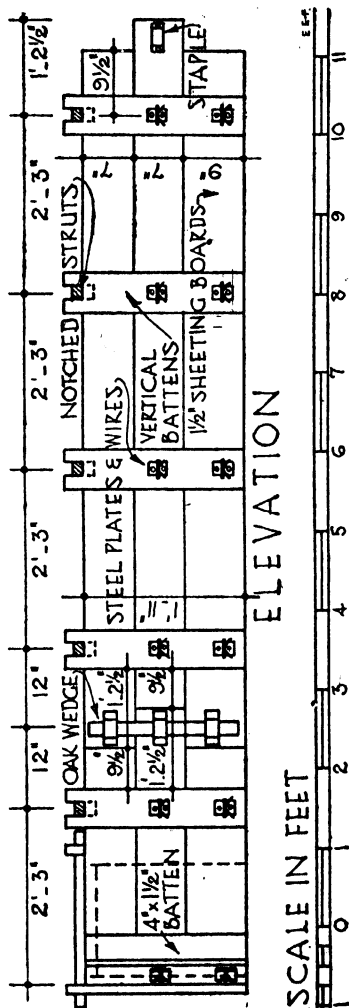 2'-3" 12" 12" 2'-3" 2'-3" 2'-3" 1'-2½"
OAK WEDGE
NOTCHED STRUTS
9½"
STAPLE
7" 7" 9"
STEEL PLATES & WIRES
VERTICAL
BATTENS
1½" SHEETING BOARDS
1'-11"
9½" 1'.2½"
1'.2½" 9½"
4"x1½"
BATTEN
ELEVATION
SCALE IN FEET
0 1 2 3 4 5 6 7 8 9 10 11